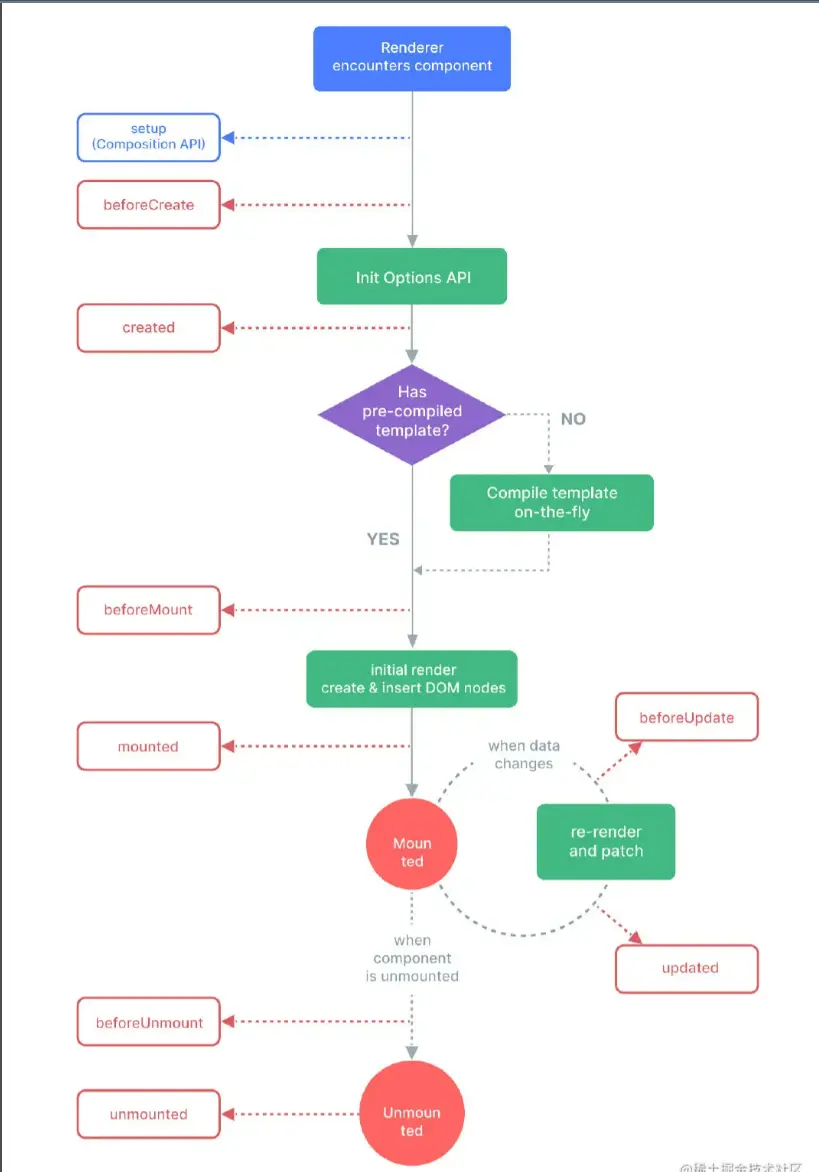 Renderer
encounters component
setup
(Composition API)
beforeCreate
Init Options API
created
Has
pre-compiled
template?
NO
Compile template
on-the-fly
YES
beforeMount
initial render
create & insert DOM nodes
beforeUpdate
mounted
when data
changes
Moun
ted
re-render
and patch
when
component
is unmounted
updated
beforeUnmount
unmounted
Unmoun
ted
@稀土掘金技术社区